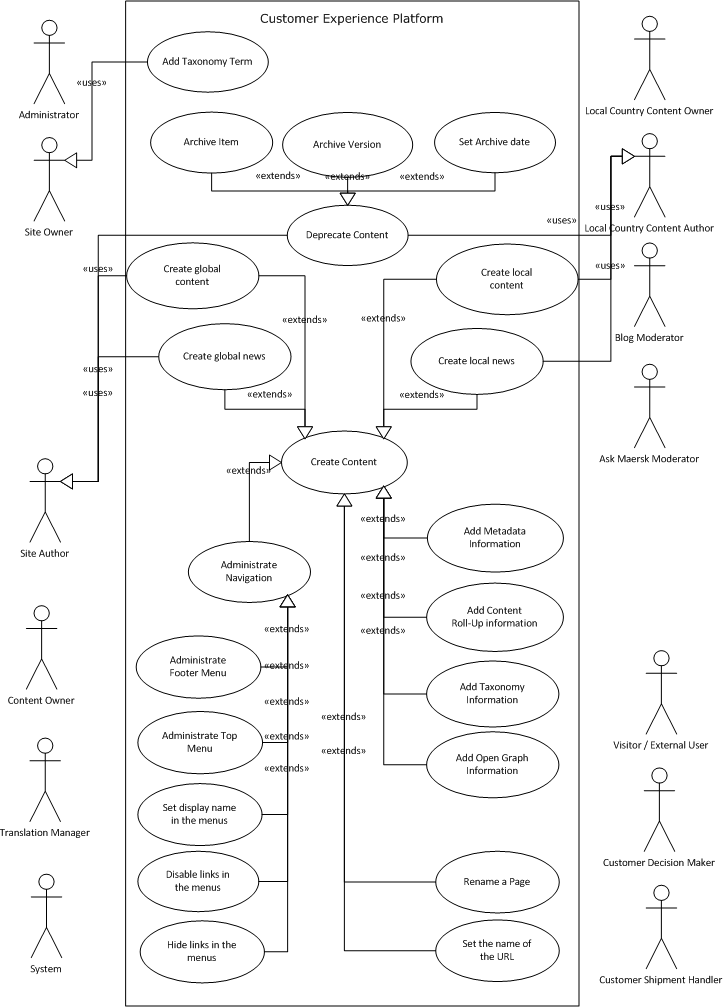 Customer Experience Platform
Add Taxonomy Term
«uses»
Administrator
Local Country Content Owner
Archive Item
Archive Version
Set Archive date
«extends»
«extends»
«extends»
Site Owner
«uses»
«uses»
Local Country Content Author
Deprecate Content
«uses»
Create global
content
Create local
content
«uses»
«extends»
«extends»
Blog Moderator
Create global news
Create local news
«uses»
«uses»
«extends»
«extends»
Ask Maersk Moderator
Create Content
«extends»
Site Author
«extends»
Add Metadata
Information
Administrate
Navigation
«extends»
«extends»
Add Content
Roll-Up information
«extends»
«extends»
Administrate
Footer Menu
«extends»
Content Owner
Add Taxonomy
Information
«extends»
«extends»
Administrate Top
Menu
«extends»
«extends»
«extends»
Add Open Graph
Information
Visitor / External User
Set display name
in the menus
Translation Manager
Customer Decision Maker
Disable links in
the menus
Rename a Page
Hide links in the
menus
Set the name of
the URL
System
Customer Shipment Handler